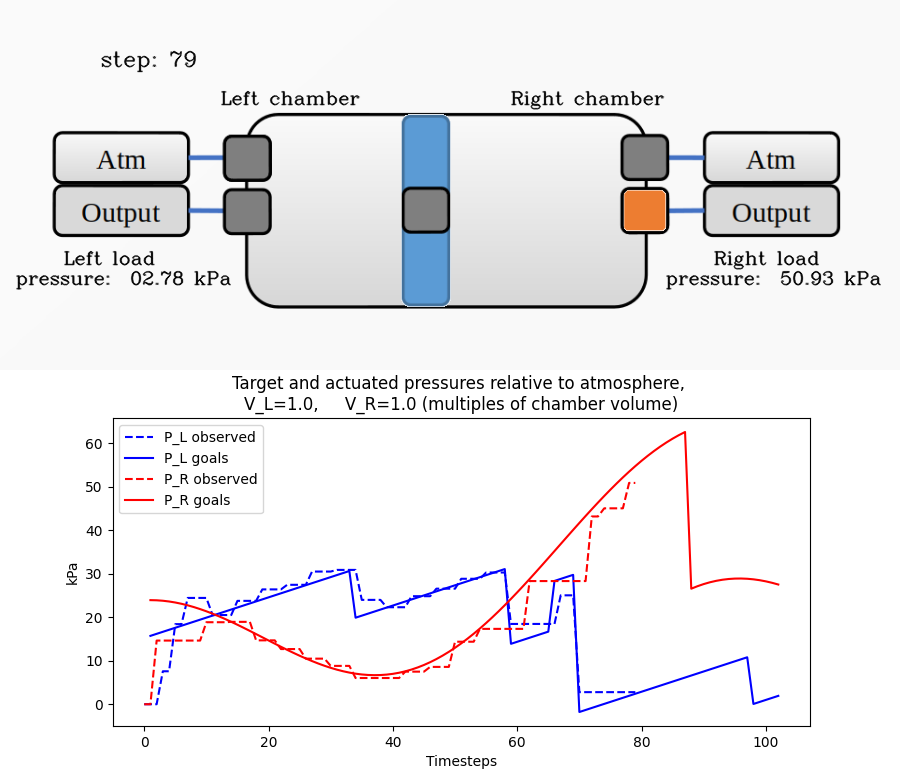 step: 79
Left chamber
Right chamber
Atm
Atm
Output
Output
Left load
pressure: 02.78 kPa
Right load
pressure: 50.93 kPa
Target and actuated pressures relative to atmosphere,
V_L=1.0, V_R=1.0 (multiples of chamber volume)
P_L observed
P_L goals
P_R observed
P_R goals
60
50
40
30
20
10
0
kPa
0
20
40
60
80
100
Timesteps